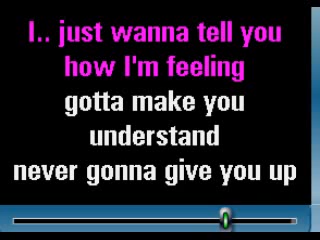 I.. just wanna tell you
how I'm feeling
gotta make you
understand
never gonna give you up